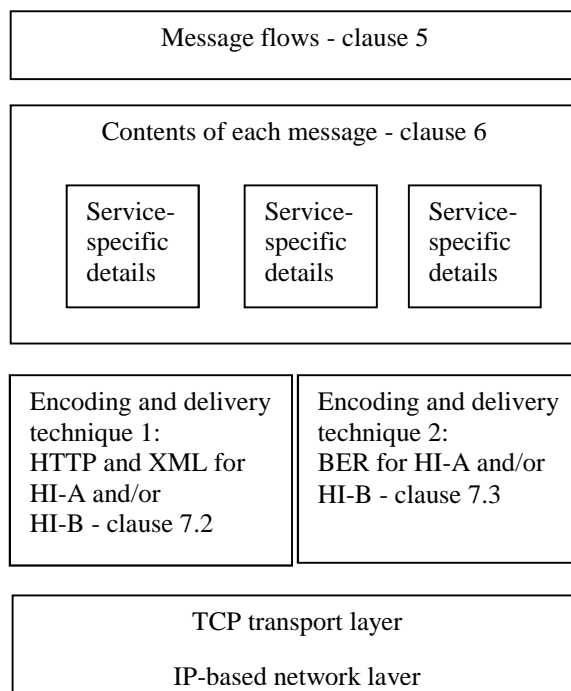 Message flows - clause 5
Contents of each message - clause 6
Service-
specific
details
Service-
specific
details
Service-
specific
details
Encoding and delivery
technique 1:
HTTP and XML for
HI-A and/or
HI-B - clause 7.2
Encoding and delivery
technique 2:
BER for HI-A and/or
HI-B - clause 7.3
TCP transport layer
IP-based network layer